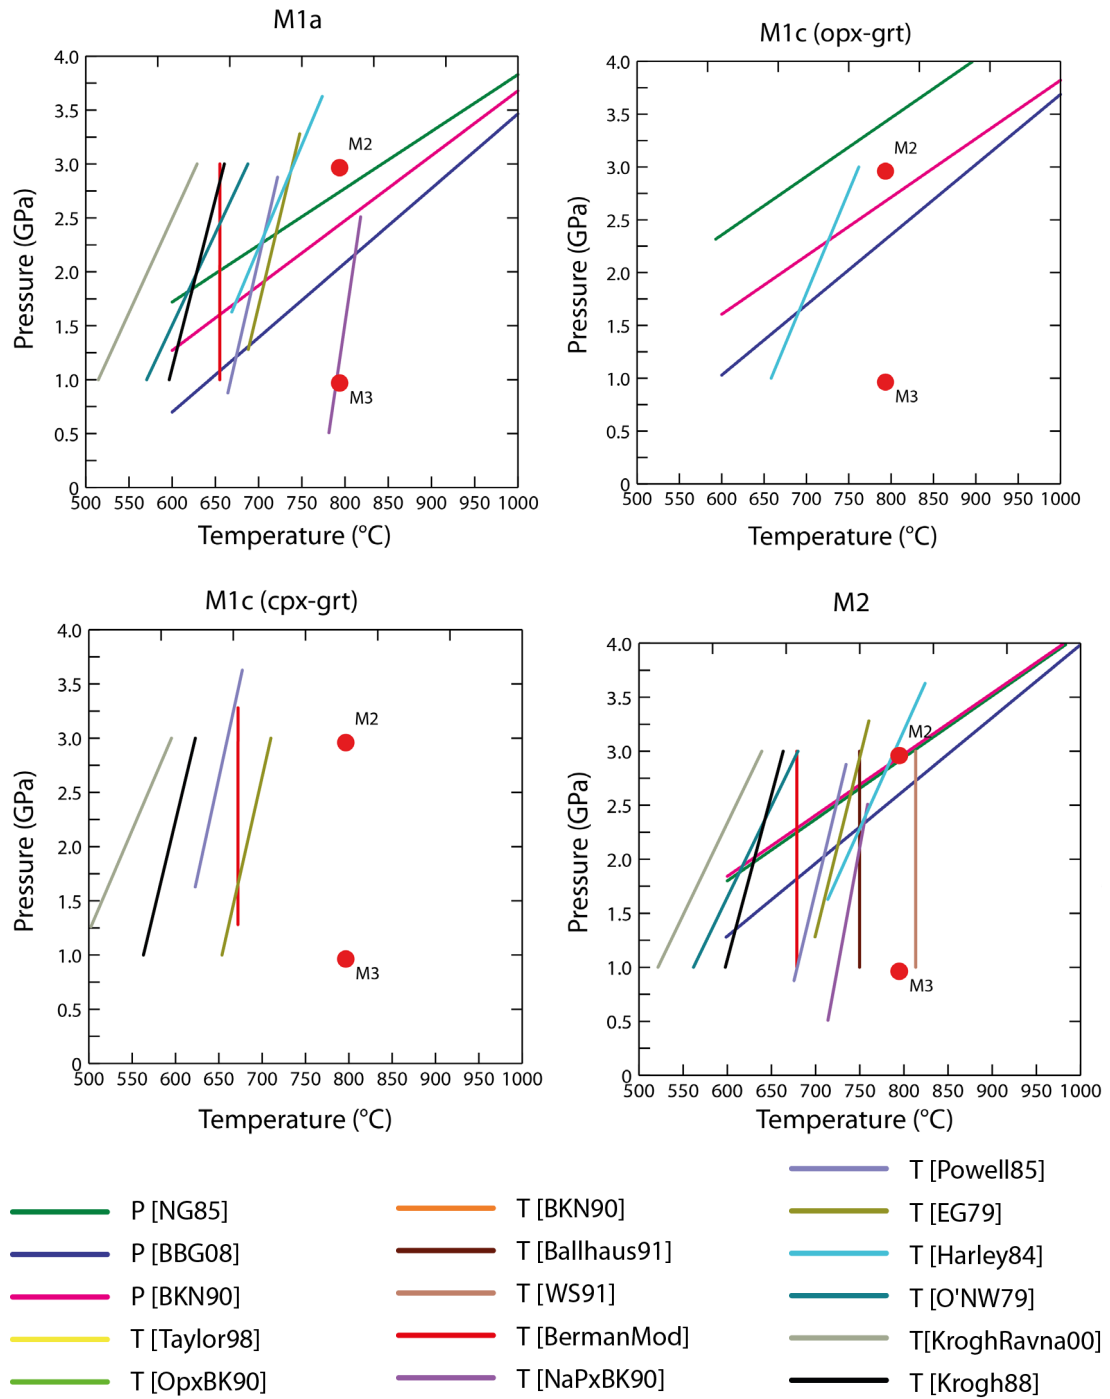 M1a
4.0
3.5
3.0
2.5
2.0
1.5
1.0
0.5
0
Pressure (GPa)
M2
M3
500 550 600 650 700 750 800 850 900 950 1000
Temperature (°C)
M1c (opx-grt)
4.0
3.5
3.0
2.5
2.0
1.5
1.0
0.5
0
Pressure (GPa)
M2
M3
500 550 600 650 700 750 800 850 900 950 1000
Temperature (°C)
M1c (cpx-grt)
4.0
3.5
3.0
2.5
2.0
1.5
1.0
0.5
0
Pressure (GPa)
M2
M3
500 550 600 650 700 750 800 850 900 950 1000
Temperature (°C)
M2
4.0
3.5
3.0
2.5
2.0
1.5
1.0
0.5
0
Pressure (GPa)
M2
M3
500 550 600 650 700 750 800 850 900 950 1000
Temperature (°C)
P [NG85]
P [BBG08]
P [BKN90]
T [Taylor98]
T [OpxBK90]
T [BKN90]
T [Ballhaus91]
T [WS91]
T [BermanMod]
T [NaPxBK90]
T [Powell85]
T [EG79]
T [Harley84]
T [O'NW79]
T[KroghRavna00]
T [Krogh88]